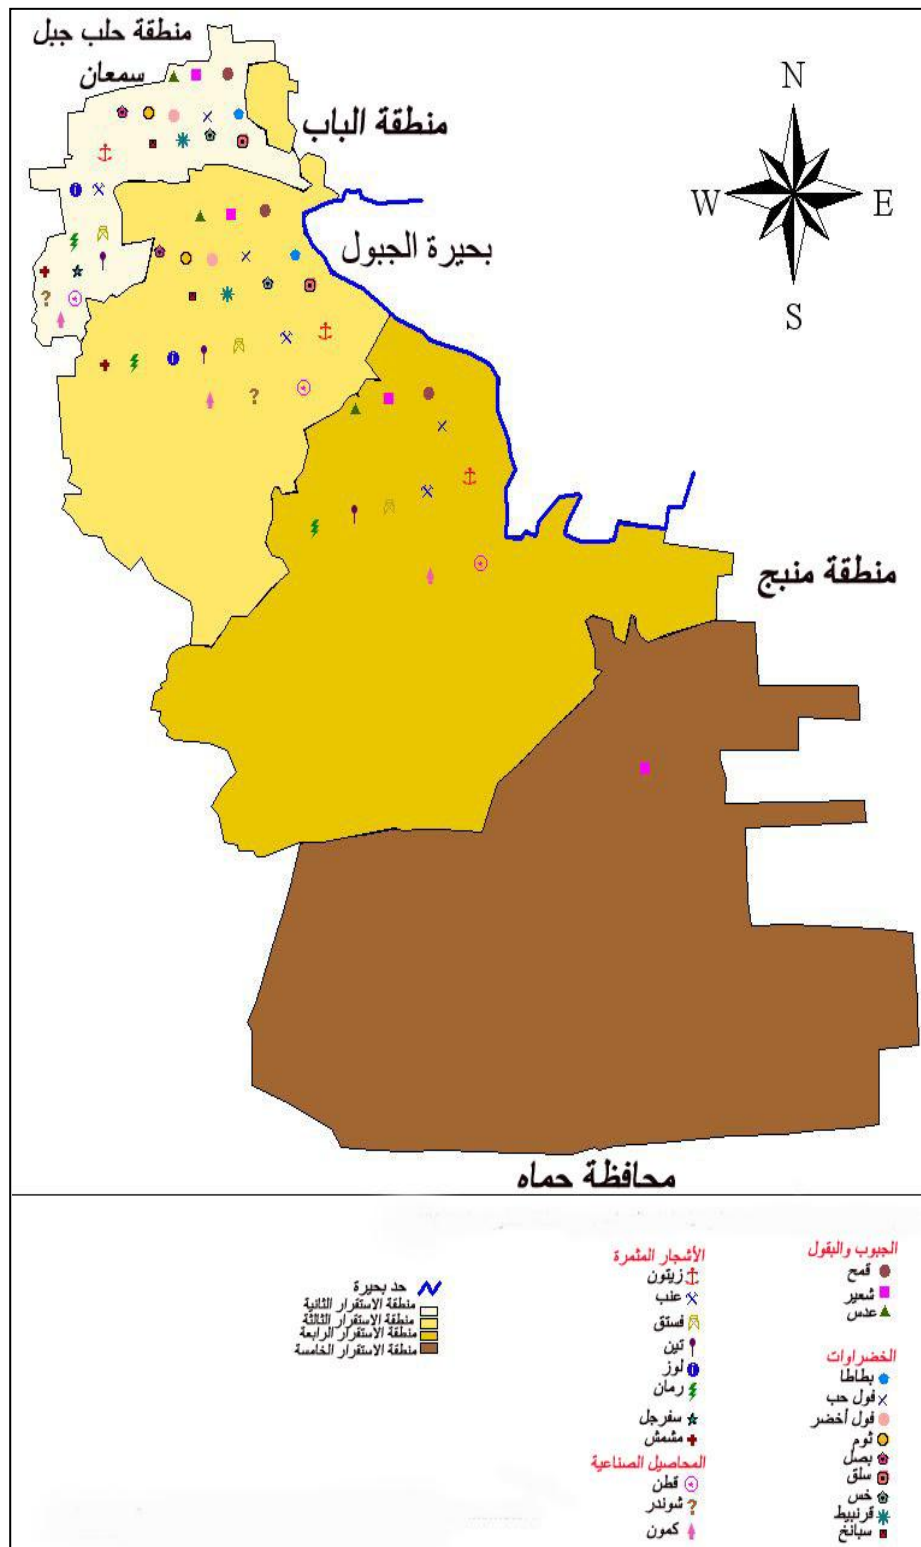 منطقة حلب جبل
سمعان
منطقة الباب
بحيرة الجبول
N
W
E
S
منطقة منبج
محافظة حماه
الحبوب والبقول
قمح
شعير
عدس
الخضراوات
بطاطا
فول حب
فول أخضر
ثوم
بصل
سلق
خس
قرنبيط
سبانخ
الأشجار المثمرة
زيتون
عنب
فستق
تين
لوز
رمان
سفرجل
مشمش
المحاصيل الصناعية
قطن
شوندر
كمون
حد بحيرة
منطقة الاستقرار الثانية
منطقة الاستقرار الثالثة
منطقة الاستقرار الرابعة
منطقة الاستقرار الخامسة